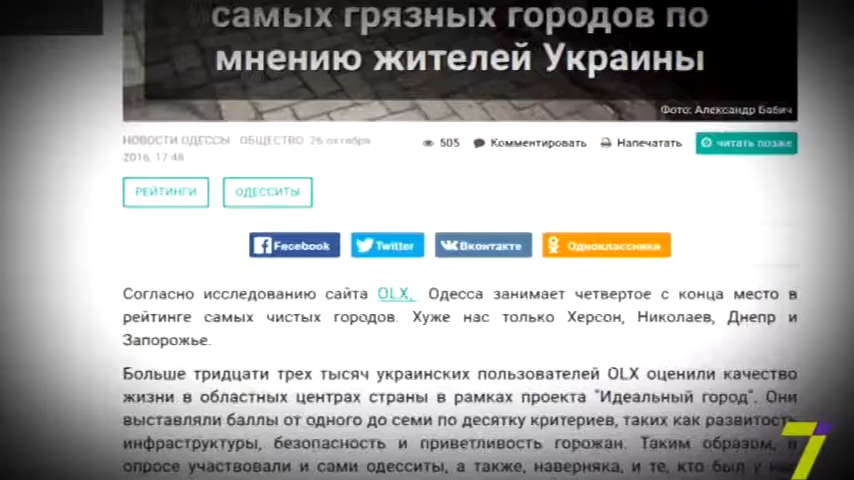 самых грязных городов по
мнению жителей Украины
Фото: Александр Бабич
НОВОСТИ ОДЕССЫ ОБЩЕСТВО 26 октября
2016, 17:48
505 Комментировать Напечатать читать позже
РЕЙТИНГИ ОДЕССИТЫ
Facebook Twitter Вконтакте Одноклассники
Согласно исследованию сайта OLX, Одесса занимает четвертое с конца место в
рейтинге самых чистых городов. Хуже нас только Херсон, Николаев, Днепр и
Запорожье.
Больше тридцати трех тысяч украинских пользователей OLX оценили качество
жизни в областных центрах страны в рамках проекта "Идеальный город". Они
выставляли баллы от одного до семи по десятку критериев, таких как развитость
инфраструктуры, безопасность и приветливость горожан. Таким образом, в
опросе участвовали и сами одесситы, а также, наверняка, и те, кто был у
7